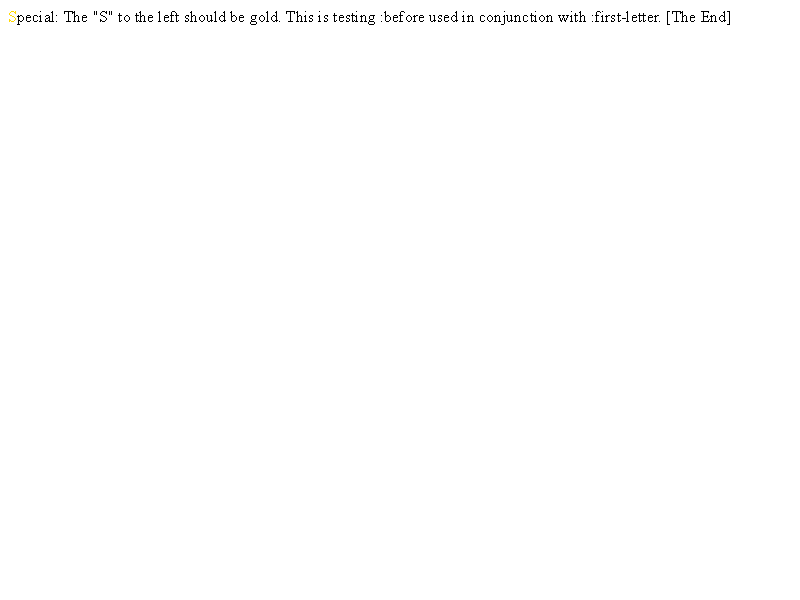 Special: The "S" to the left should be gold. This is testing :before used in conjunction with :first-letter. [The End]